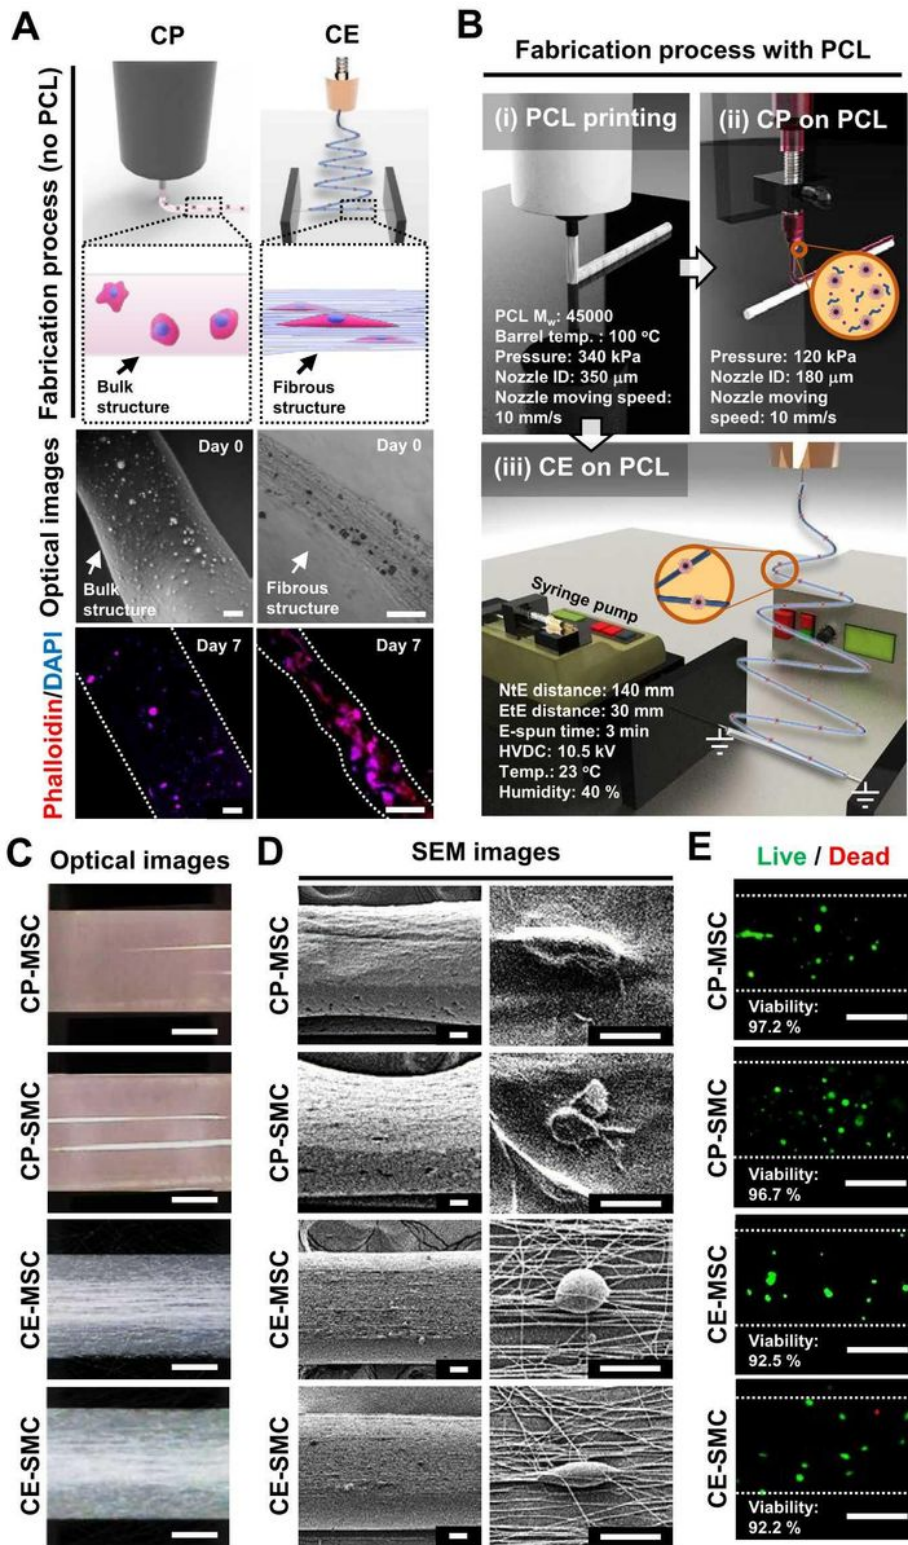 A
CP
CE
Fabrication process (no PCL)
Bulk
structure
Fibrous
structure
Optical images
Day 0
Bulk
structure
Day 0
Fibrous
structure
Phalloidin/DAPI
Day 7
Day 7
B
Fabrication process with PCL
(i) PCL printing
PCL Mw: 45000
Barrel temp. : 100 °C
Pressure: 340 kPa
Nozzle ID: 350 µm
Nozzle moving speed:
10 mm/s
(ii) CP on PCL
Pressure: 120 kPa
Nozzle ID: 180 µm
Nozzle moving
speed: 10 mm/s
(iii) CE on PCL
Syringe pump
NtE distance: 140 mm
EtE distance: 30 mm
E-spun time: 3 min
HVDC: 10.5 kV
Temp.: 23 °C
Humidity: 40 %
C
Optical images
CP-MSC
CP-SMC
CE-MSC
CE-SMC
D
SEM images
CP-MSC
CP-SMC
CE-MSC
CE-SMC
E
Live / Dead
CP-MSC
Viability:
97.2 %
CP-SMC
Viability:
96.7 %
CE-MSC
Viability:
92.5 %
CE-SMC
Viability:
92.2 %